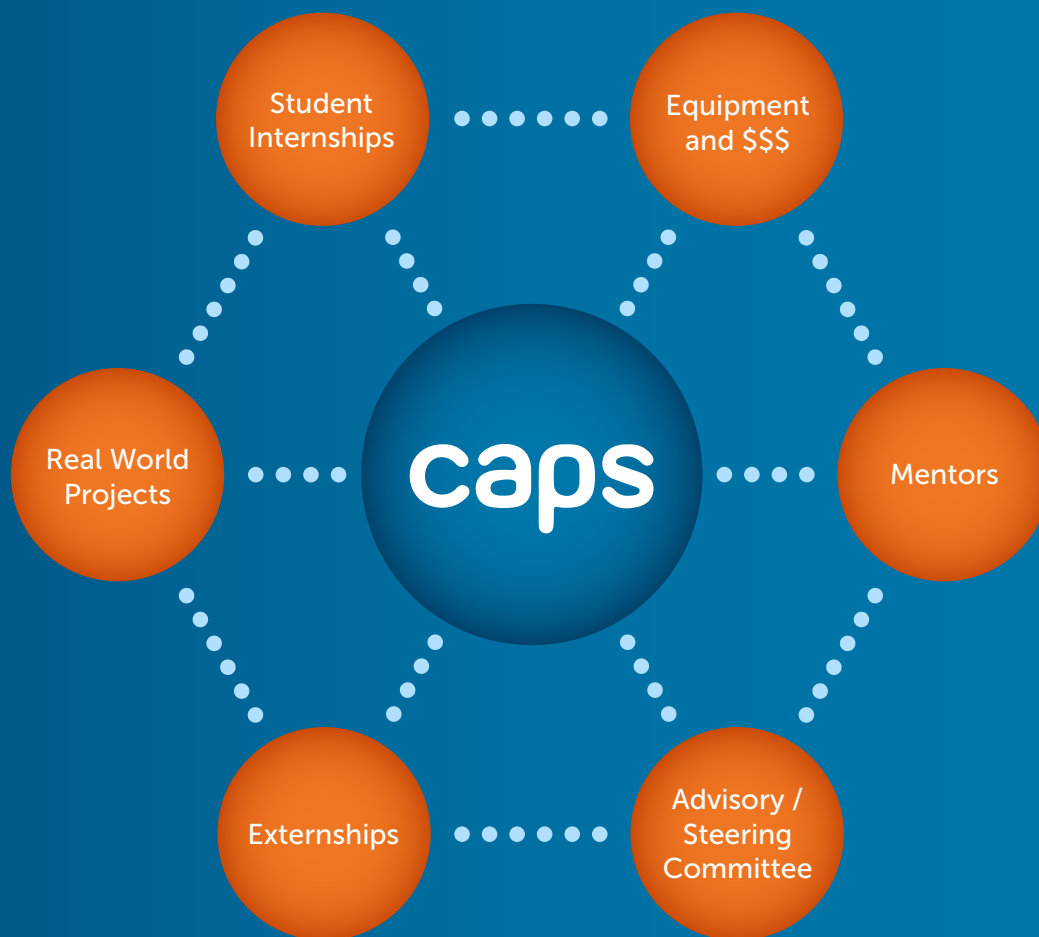 Student
Internships
Equipment
and $$$
Real World
Projects
caps
Mentors
Externships
Advisory /
Steering
Committee